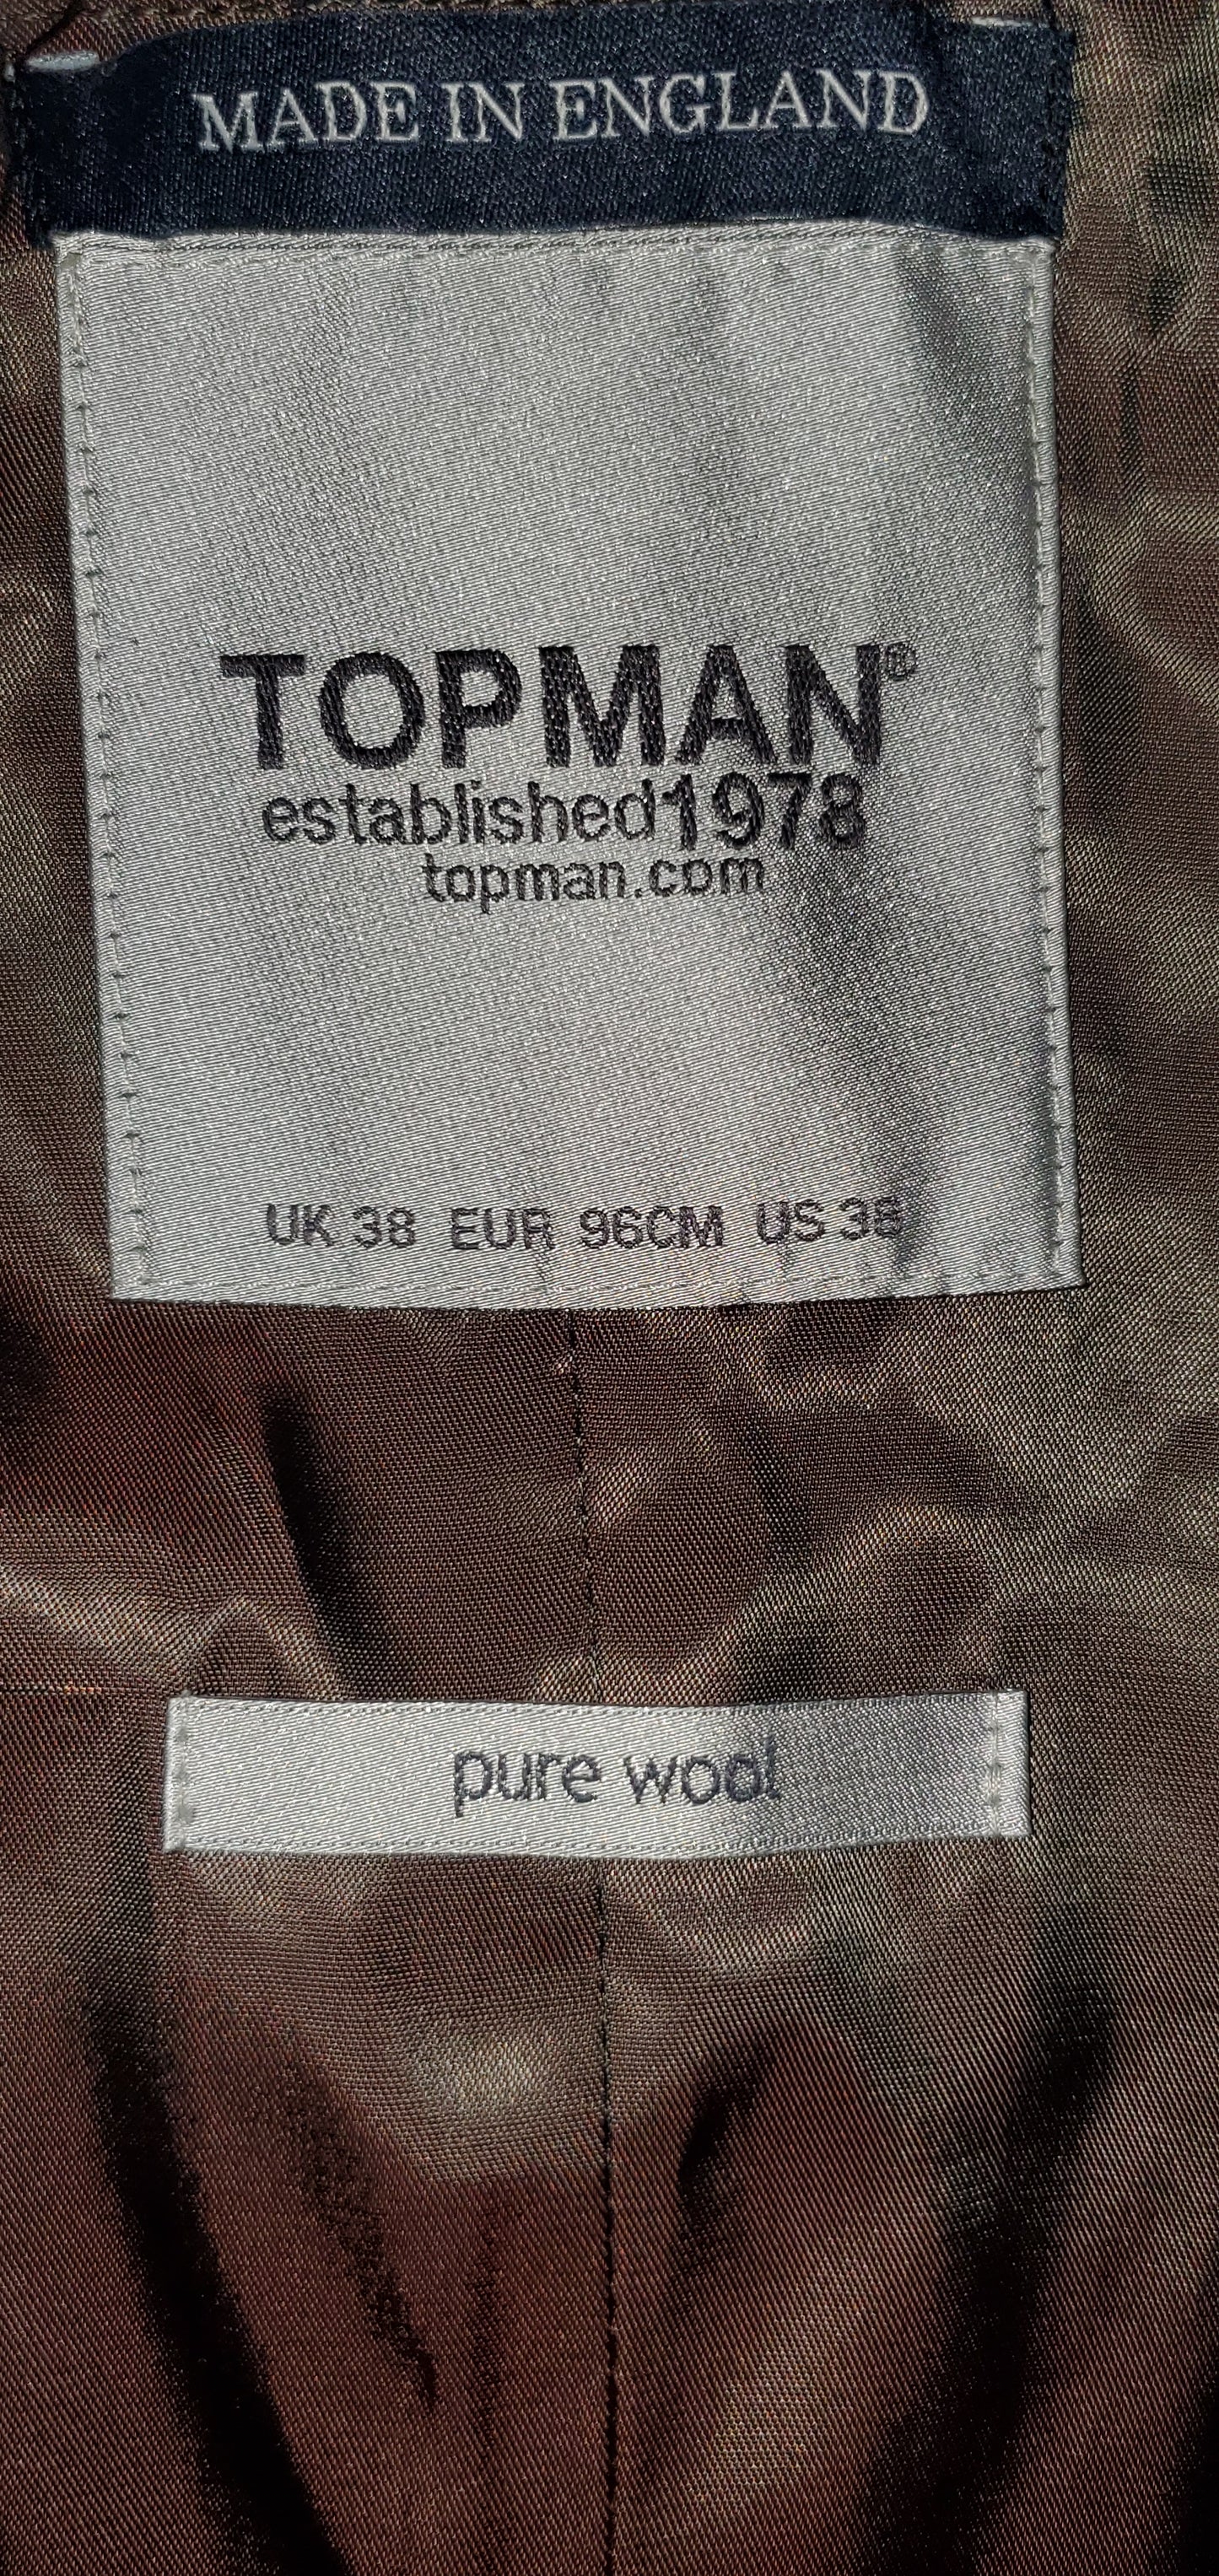 MADE IN ENGLAND
TOPMAN®
established1978
topman.com
UK 38 EUR 96CM US 38
pure wool